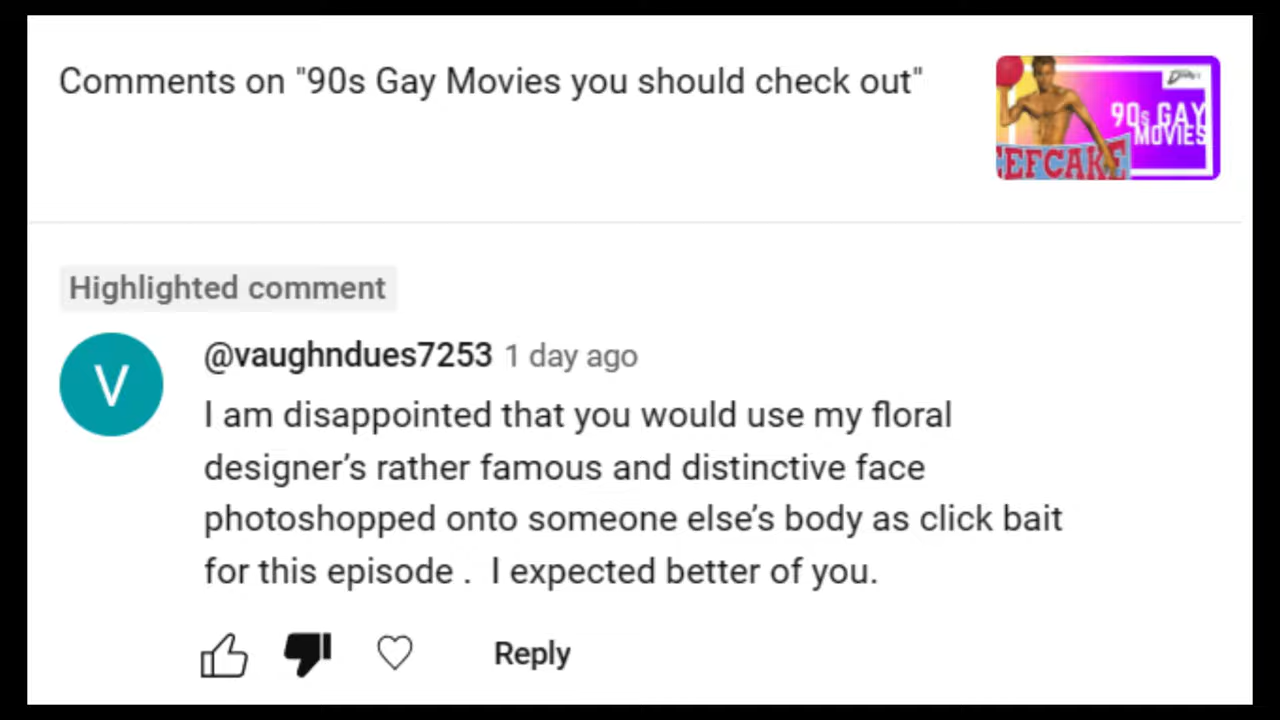 Comments on "90s Gay Movies you should check out"
90s GAY
MOVIES
EFCAKE
Highlighted comment
V
@vaughndues7253 1 day ago
I am disappointed that you would use my floral
designer’s rather famous and distinctive face
photoshopped onto someone else’s body as click bait
for this episode .  I expected better of you.
Reply